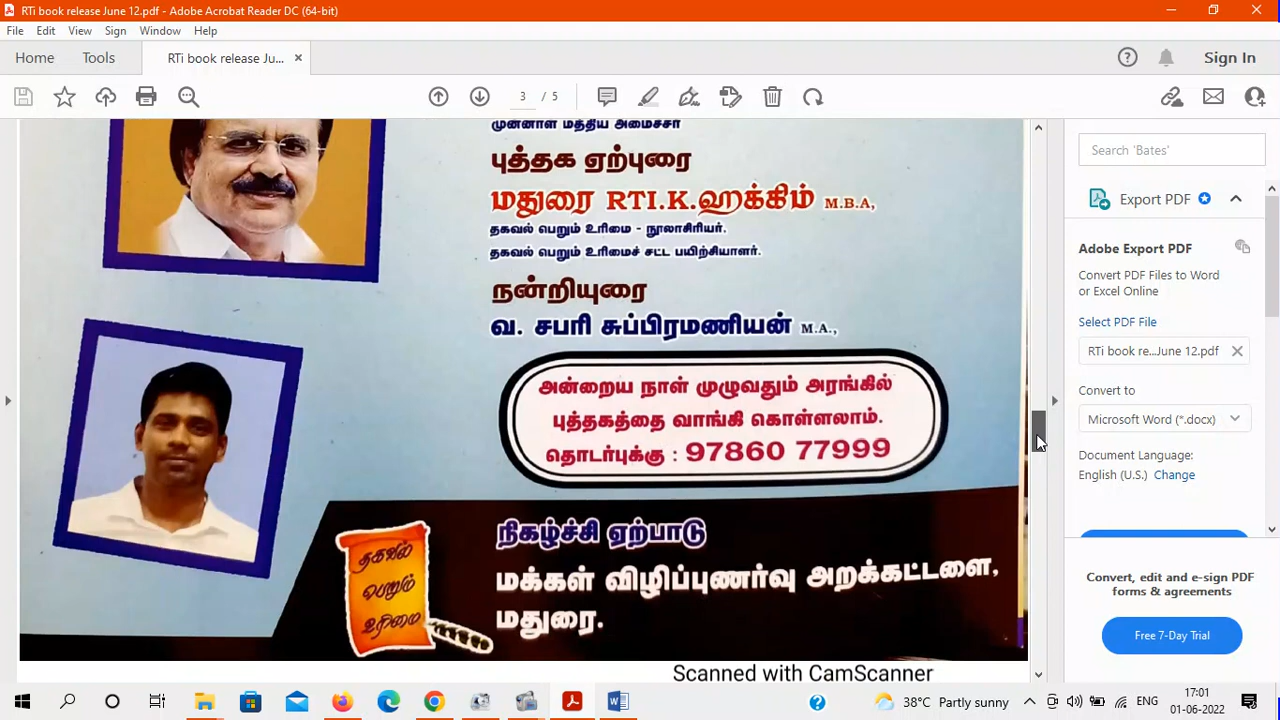 RTi book release June 12.pdf - Adobe Acrobat Reader DC (64-bit)
File Edit View Sign Window Help
Home Tools RTi book release Ju... × Sign In
3 / 5
முன்னாள் மத்திய அமைச்சர்
புத்தக ஏற்புரை
மதுரை RTI.K.ஹக்கிம் M.B.A,
தகவல் பெறும் உரிமை - நூலாசிரியர்.
தகவல் பெறும் உரிமைச் சட்ட பயிற்சியாளர்.
நன்றியுரை
வ. சபரி சுப்பிரமணியன் M.A.,
அன்றைய நாள் முழுவதும் அரங்கில்
புத்தகத்தை வாங்கி கொள்ளலாம்.
தொடர்புக்கு : 97860 77999
தகவல்
பெறும்
உரிமை
நிகழ்ச்சி ஏற்பாடு
மக்கள் விழிப்புணர்வு அறக்கட்டளை,
மதுரை.
Scanned with CamScanner
Search 'Bates'
Export PDF
Adobe Export PDF
Convert PDF Files to Word
or Excel Online
Select PDF File
RTi book re...June 12.pdf
Convert to
Microsoft Word (*.docx)
Document Language:
English (U.S.) Change
Convert, edit and e-sign PDF
forms & agreements
Free 7-Day Trial
38°C Partly sunny ENG 17:01
01-06-2022